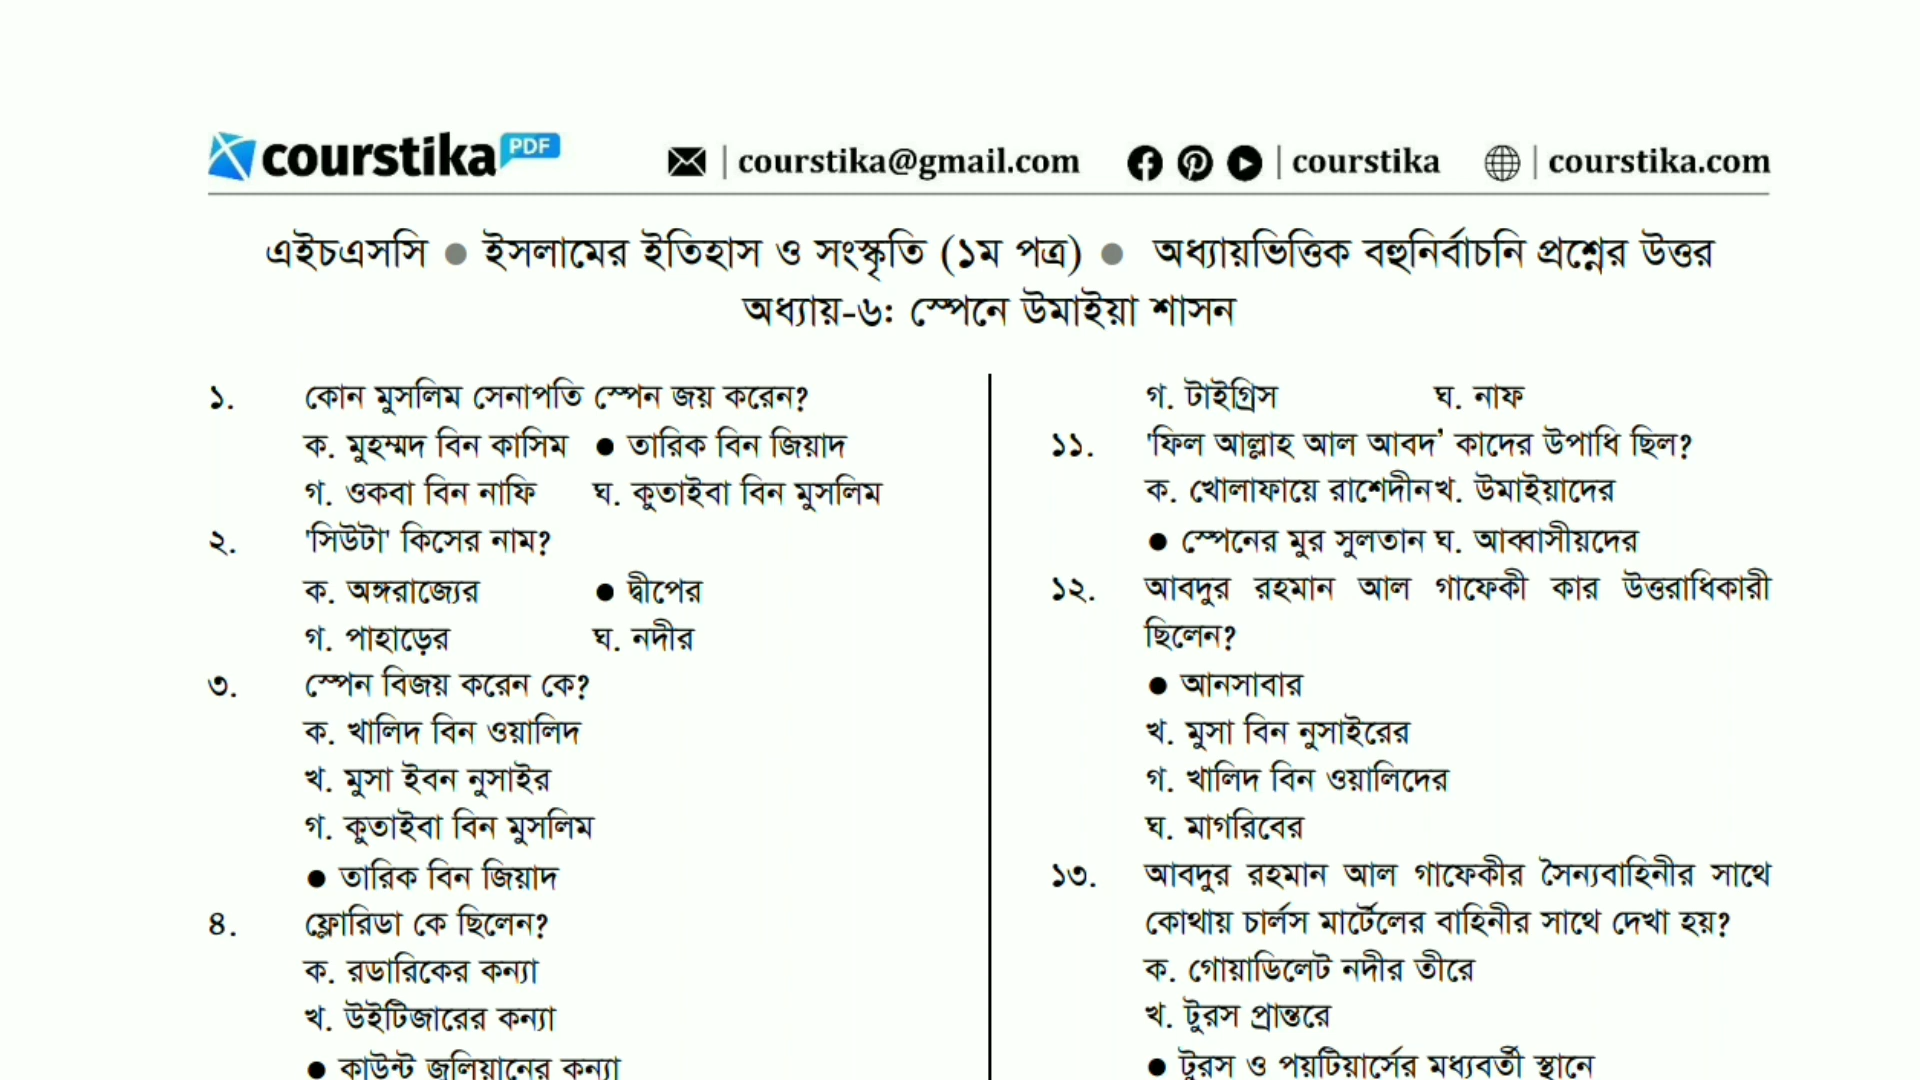 courstika PDF | courstika@gmail.com | courstika | courstika.com
এইচএসসি ● ইসলামের ইতিহাস ও সংস্কৃতি (১ম পত্র) ● অধ্যায়ভিত্তিক বহুনির্বাচনি প্রশ্নের উত্তর
অধ্যায়-৬: স্পেনে উমাইয়া শাসন
১. কোন মুসলিম সেনাপতি স্পেন জয় করেন?
ক. মুহম্মদ বিন কাসিম ● তারিক বিন জিয়াদ
গ. ওকবা বিন নাফি ঘ. কুতাইবা বিন মুসলিম
২. 'সিউটা' কিসের নাম?
ক. অঙ্গরাজ্যের ● দ্বীপের
গ. পাহাড়ের ঘ. নদীর
৩. স্পেন বিজয় করেন কে?
ক. খালিদ বিন ওয়ালিদ
খ. মুসা ইবন নুসাইর
গ. কুতাইবা বিন মুসলিম
● তারিক বিন জিয়াদ
৪. ফ্লোরিডা কে ছিলেন?
ক. রডারিকের কন্যা
খ. উইটিজারের কন্যা
● কাউন্ট জুলিয়ানের কন্যা
গ. টাইগ্রিস ঘ. নাফ
১১. 'ফিল আল্লাহ আল আবদ’ কাদের উপাধি ছিল?
ক. খোলাফায়ে রাশেদীনখ. উমাইয়াদের
● স্পেনের মুর সুলতান ঘ. আব্বাসীয়দের
১২. আবদুর রহমান আল গাফেকী কার উত্তরাধিকারী
ছিলেন?
● আনসাবার
খ. মুসা বিন নুসাইরের
গ. খালিদ বিন ওয়ালিদের
ঘ. মাগরিবের
১৩. আবদুর রহমান আল গাফেকীর সৈন্যবাহিনীর সাথে
কোথায় চার্লস মার্টেলের বাহিনীর সাথে দেখা হয়?
ক. গোয়াডিলেট নদীর তীরে
খ. টুরস প্রান্তরে
● টুরস ও পয়টিয়ার্সের মধ্যবর্তী স্থানে